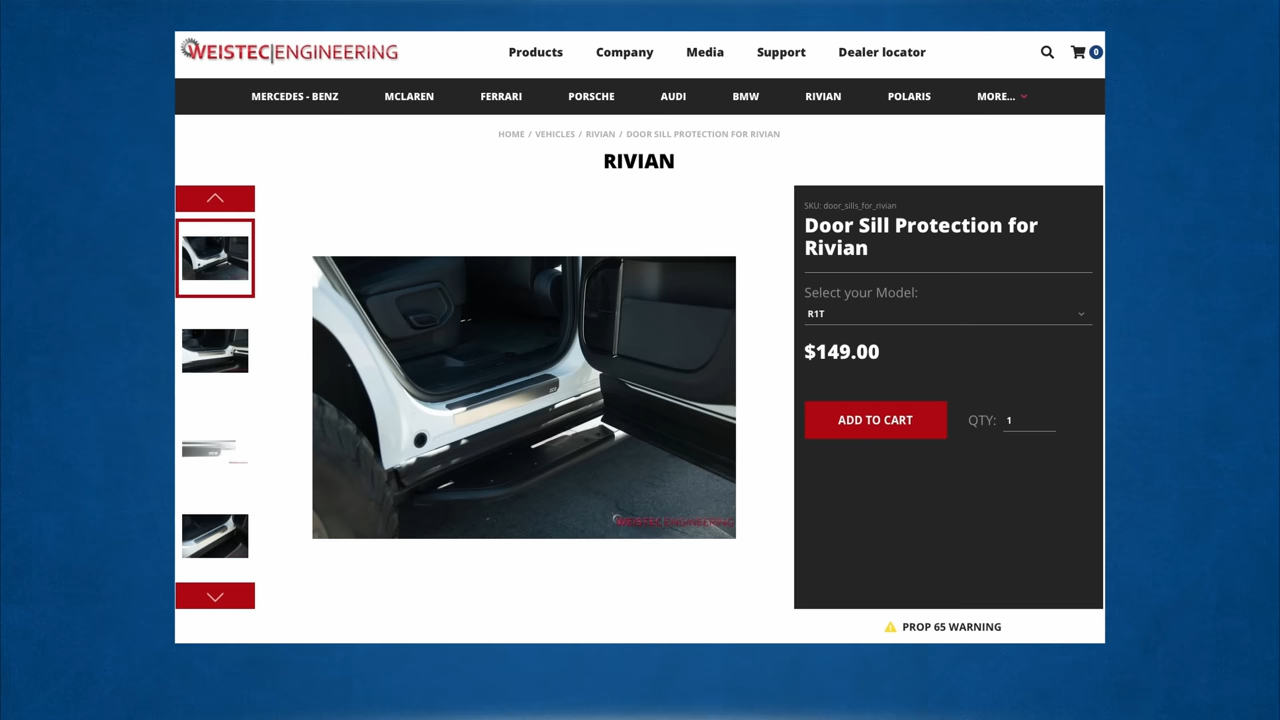 WEISTEC|ENGINEERING
Products Company Media Support Dealer locator
0
MERCEDES - BENZ MCLAREN FERRARI PORSCHE AUDI BMW RIVIAN POLARIS MORE...
HOME / VEHICLES / RIVIAN / DOOR SILL PROTECTION FOR RIVIAN
RIVIAN
SKU: door_sills_for_rivian
Door Sill Protection for
Rivian
Select your Model:
R1T
$149.00
ADD TO CART QTY: 1
WEISTEC|ENGINEERING
PROP 65 WARNING